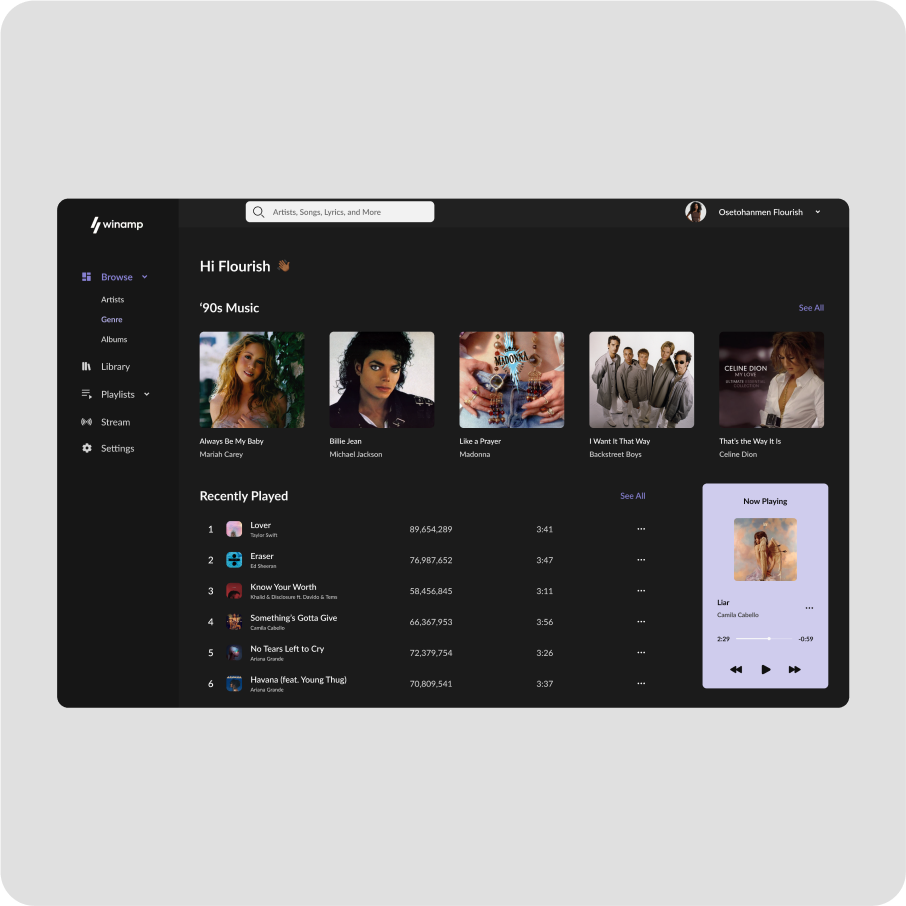 winamp
Artists, Songs, Lyrics, and More
Osetohanmen Flourish
Browse
Artists
Genre
Albums
Library
Playlists
Stream
Settings
Hi Flourish
‘90s Music
See All
MADONNA
CELINE DION
MY LOVE
ULTIMATE ESSENTIAL
COLLECTION
Always Be My Baby
Mariah Carey
Billie Jean
Michael Jackson
Like a Prayer
Madonna
I Want It That Way
Backstreet Boys
That's the Way It Is
Celine Dion
Recently Played
See All
1 Lover 89,654,289 3:41
Taylor Swift
2 Eraser 76,987,652 3:47
Ed Sheeran
3 Know Your Worth 58,456,845 3:11
Khalid & Disclosure ft. Davido & Tems
4 Something's Gotta Give 66,367,953 3:56
Camila Cabello
5 No Tears Left to Cry 72,379,754 3:26
Ariana Grande
6 Havana (feat. Young Thug) 70,809,541 3:37
Ariana Grande
Now Playing
Liar
Camila Cabello
2:29 -0:59